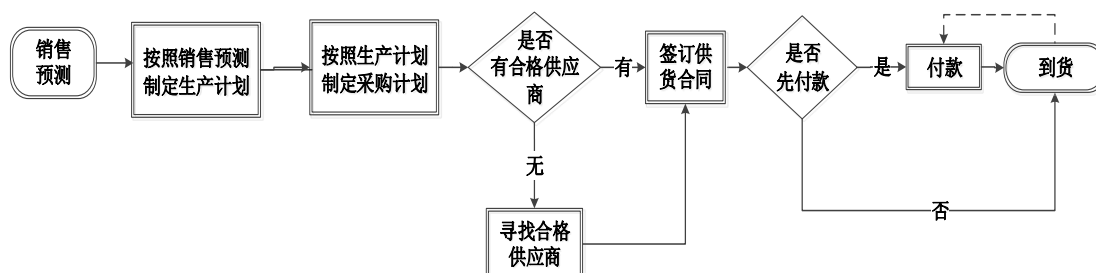 销售
预测
按照销售预测
制定生产计划
按照生产计划
制定采购计划
是否
有合格供应
商
有
签订供
货合同
是否
先付款
是
付款
到货
无
寻找合格
供应商
否